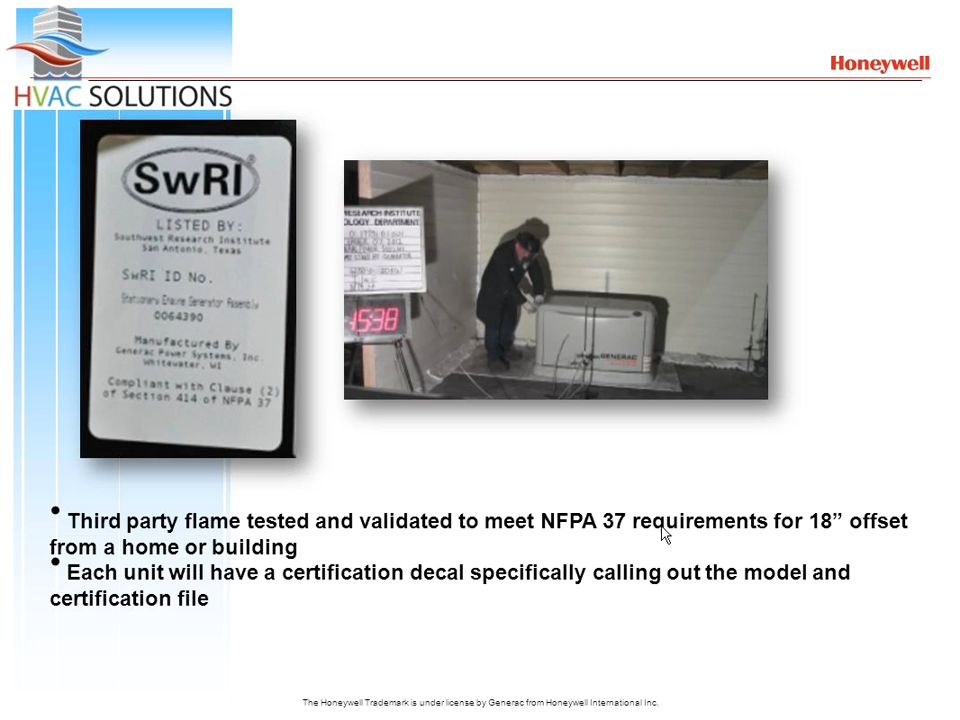 Honeywell
HVAC SOLUTIONS
SwRI®
LISTED BY:
Southwest Research Institute
San Antonio, Texas
SwRI ID No.
Stationary Engine Generator Assembly
0064390
Manufactured By
Generac Power Systems, Inc.
Whitewater, WI
Compliant with Clause (2)
of Section 414 of NFPA 37
RESEARCH INSTITUTE
OLOGY DEPARTMENT
15:38
GENERAC
• Third party flame tested and validated to meet NFPA 37 requirements for 18” offset
from a home or building
• Each unit will have a certification decal specifically calling out the model and
certification file
The Honeywell Trademark is under license by Generac from Honeywell International Inc.